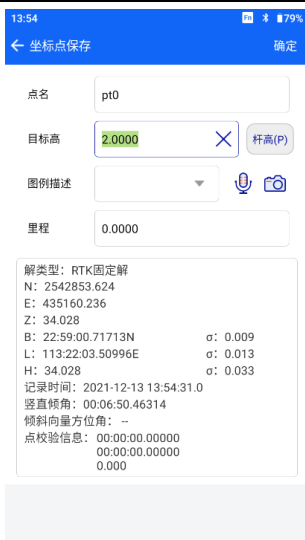 13:54 Fn 79%
坐标点保存 确定
点名 pt0
目标高 2.0000 杆高(P)
图例描述
里程 0.0000
解类型：RTK固定解
N：2542853.624
E：435160.236
Z：34.028
B：22:59:00.71713N σ：0.009
L：113:22:03.50996E σ：0.013
H：34.028 σ：0.033
记录时间：2021-12-13 13:54:31.0
竖直倾角：00:06:50.46314
倾斜向量方位角：--
点校验信息：00:00:00.00000
00:00:00.00000
0.000